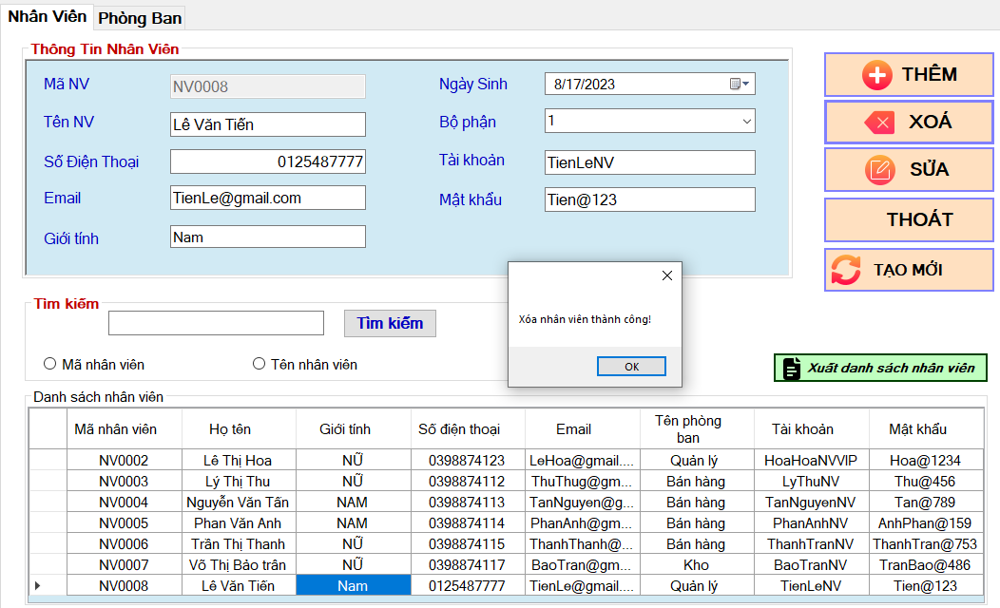 Nhân Viên Phòng Ban
Thông Tin Nhân Viên
Mã NV NV0008 Ngày Sinh 8/17/2023
Tên NV Lê Văn Tiến Bộ phận 1
Số Điện Thoại 0125487777 Tài khoản TienLeNV
Email TienLe@gmail.com Mật khẩu Tien@123
Giới tính Nam
THÊM
XOÁ
SỬA
THOÁT
TẠO MỚI
Tìm kiếm
Tìm kiếm
Mã nhân viên Tên nhân viên
Xóa nhân viên thành công!
OK
Xuất danh sách nhân viên
Danh sách nhân viên
Mã nhân viên Họ tên Giới tính Số điện thoại Email Tên phòng ban Tài khoản Mật khẩu
NV0002 Lê Thị Hoa NỮ 0398874123 LeHoa@gmail.... Quản lý HoaHoaNVVIP Hoa@1234
NV0003 Lý Thị Thu NỮ 0398874112 ThuThug@gm... Bán hàng LyThuNV Thu@456
NV0004 Nguyễn Văn Tấn NAM 0398874113 TanNguyen@g... Bán hàng TanNguyenNV Tan@789
NV0005 Phan Văn Anh NAM 0398874114 PhanAnh@gm... Bán hàng PhanAnhNV AnhPhan@159
NV0006 Trần Thị Thanh NỮ 0398874115 ThanhThanh@... Bán hàng ThanhTranNV ThanhTran@753
NV0007 Võ Thị Bảo trân NỮ 0398874117 BaoTran@gm... Kho BaoTranNV TranBao@486
NV0008 Lê Văn Tiến Nam 0125487777 TienLe@gmail.... Quản lý TienLeNV Tien@123